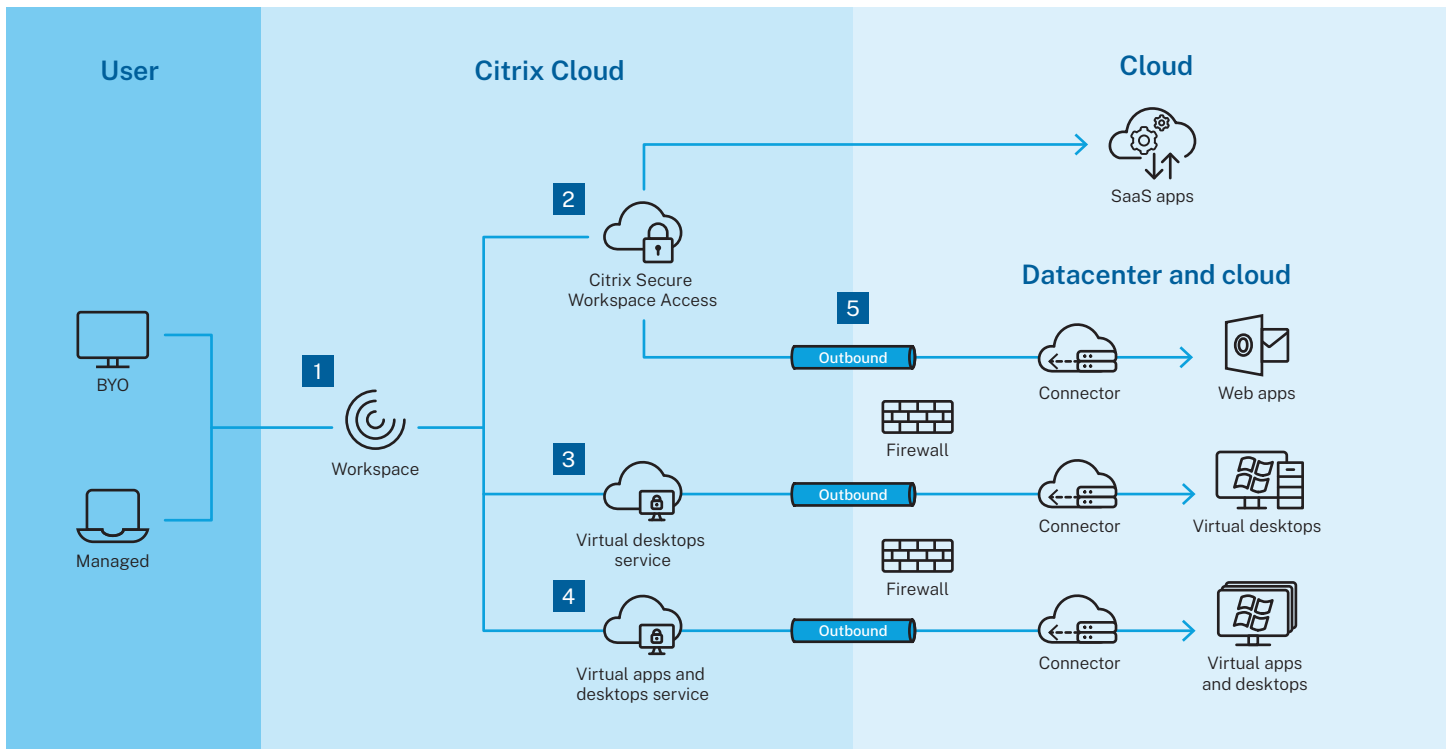 User
Citrix Cloud
Cloud
SaaS apps
2
Citrix Secure
Workspace Access
Datacenter and cloud
5
Outbound
Connector
Web apps
BYO
1
Workspace
Managed
Firewall
3
Virtual desktops
service
Outbound
Connector
Virtual desktops
Firewall
4
Virtual apps and
desktops service
Outbound
Connector
Virtual apps
and desktops